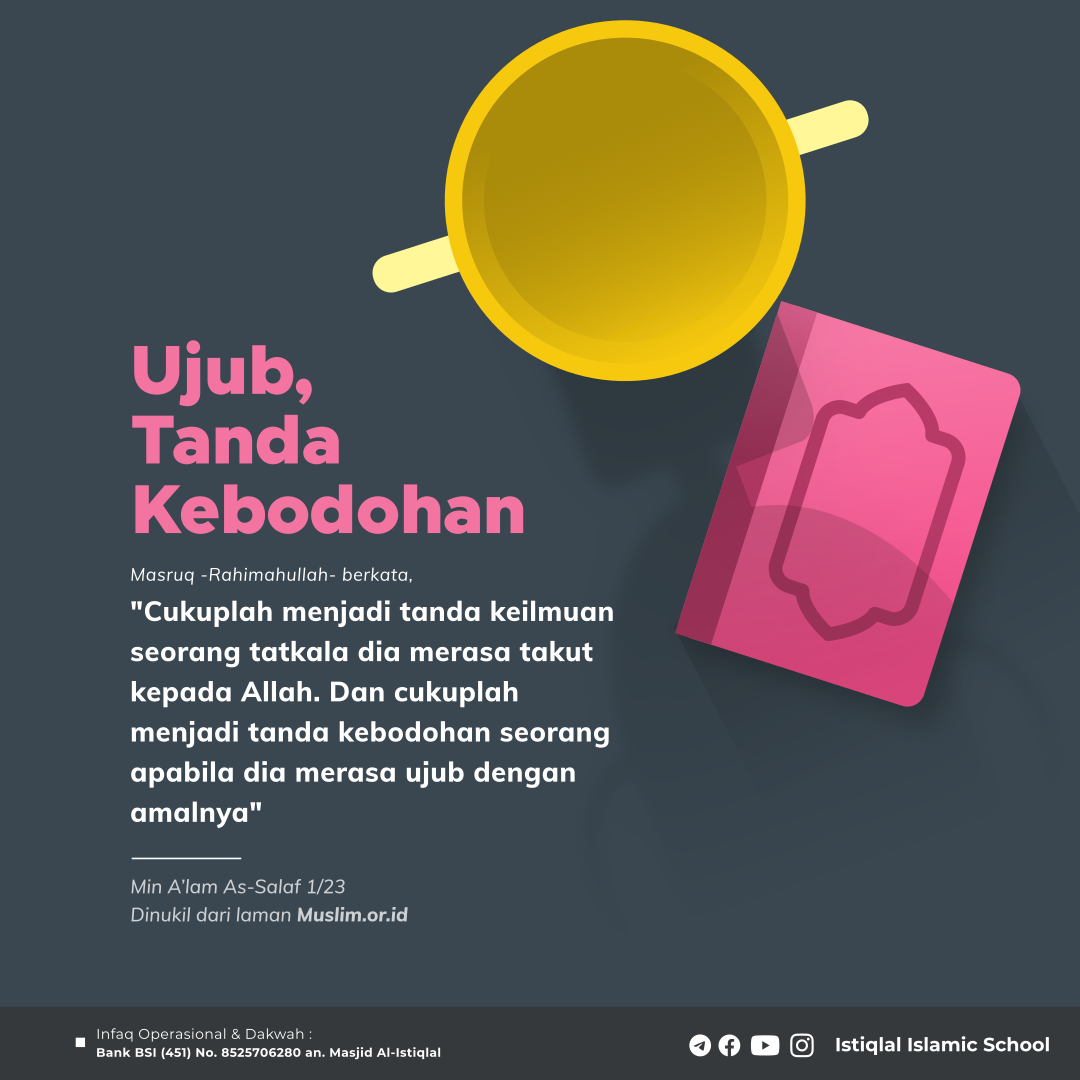 Ujub,
Tanda
Kebodohan
Masruq -Rahimahullah- berkata,
"Cukuplah menjadi tanda keilmuan
seorang tatkala dia merasa takut
kepada Allah. Dan cukuplah
menjadi tanda kebodohan seorang
apabila dia merasa ujub dengan
amalnya"
Min A'lam As-Salaf 1/23
Dinukil dari laman Muslim.or.id
Infaq Operasional & Dakwah :
Bank BSI (451) No. 8525706280 an. Masjid Al-Istiqlal
Istiqlal Islamic School